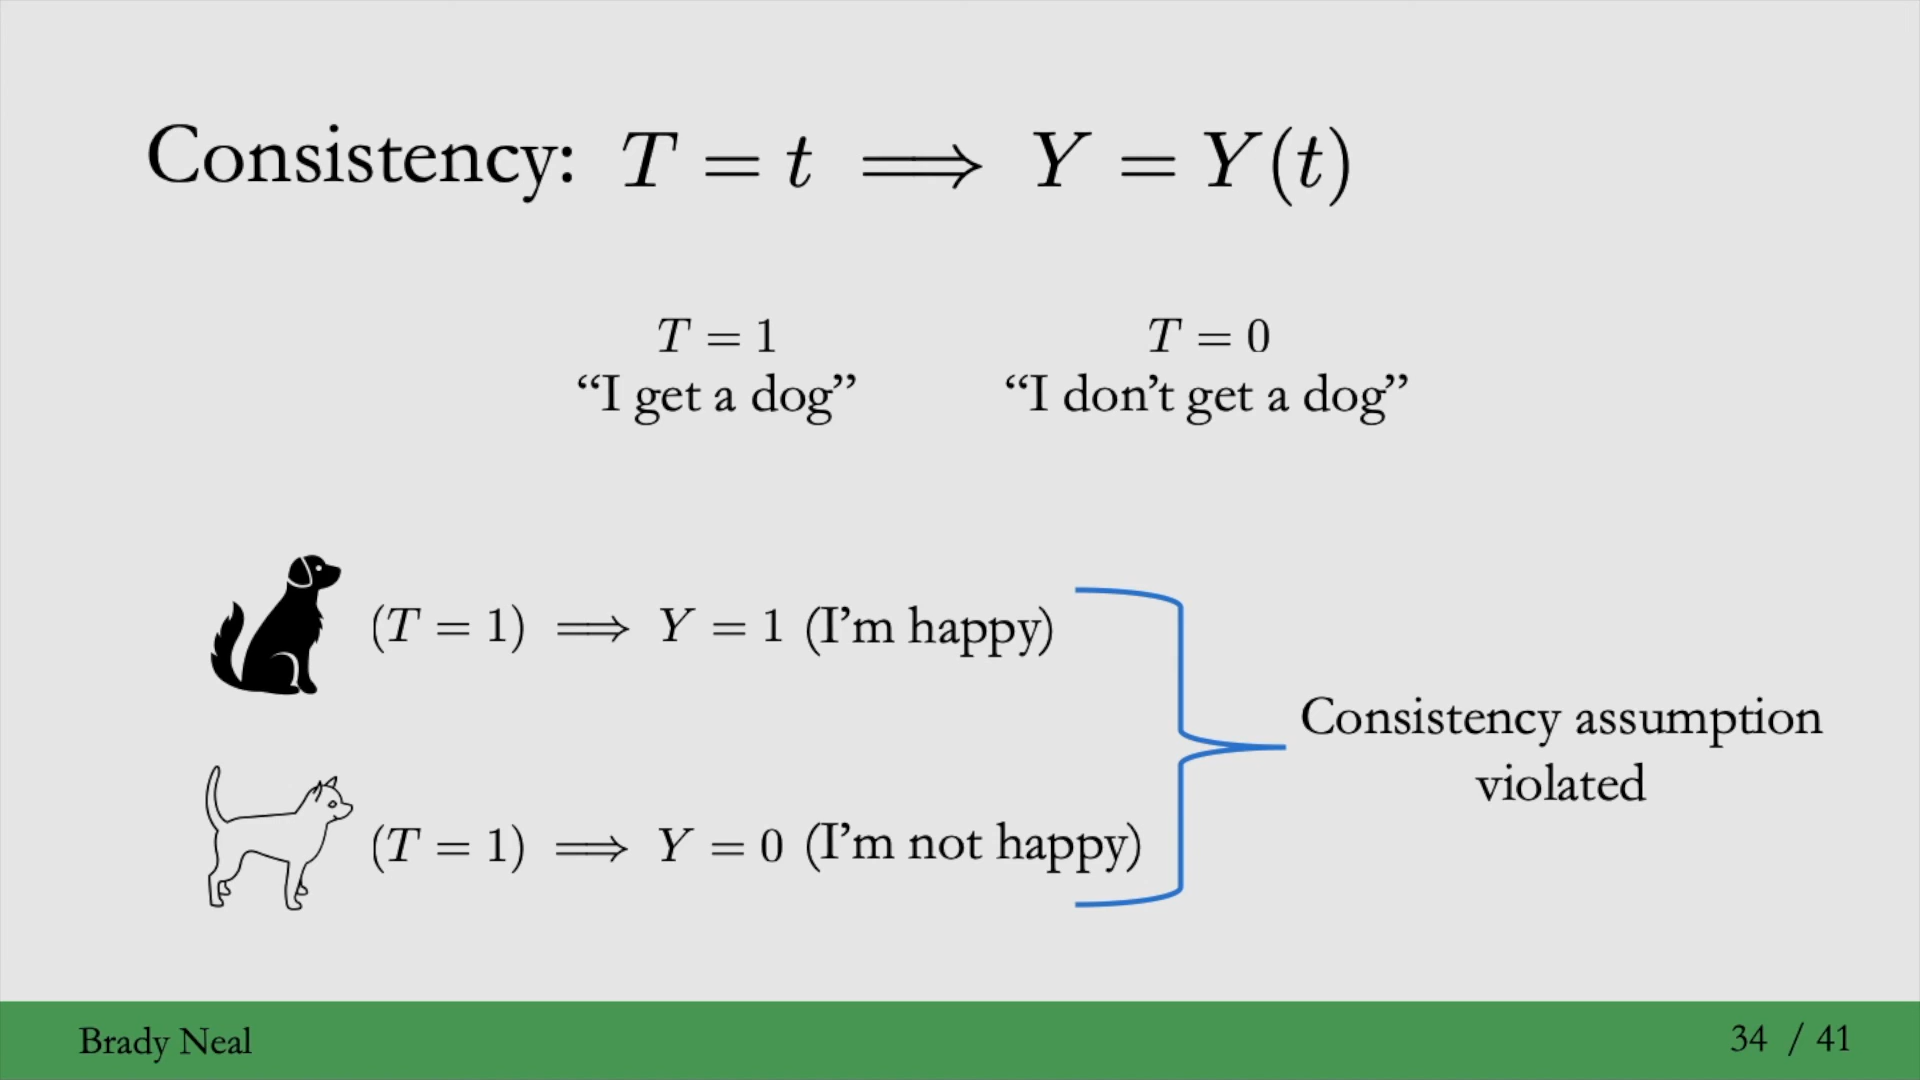 Consistency: T = t ⟹ Y = Y(t)
T = 1
"I get a dog"
T = 0
"I don't get a dog"
(T = 1) ⟹ Y = 1 (I'm happy)
(T = 1) ⟹ Y = 0 (I'm not happy)
Consistency assumption
violated
Brady Neal
34 / 41